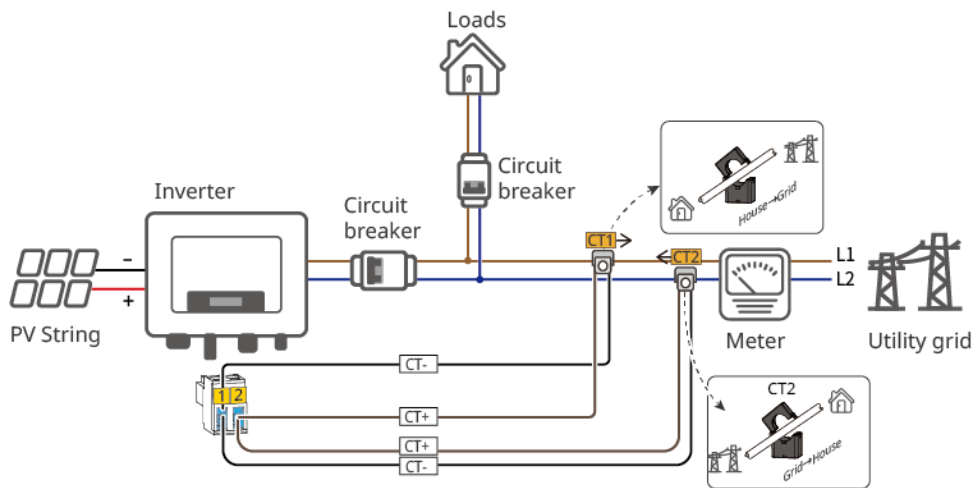 Loads
Circuit
breaker
House→Grid
Inverter
Circuit
breaker
CT1
CT2
L1
L2
–
+
PV String
Meter
Utility grid
CT-
1 2
CT+
CT+
CT-
CT2
Grid→House